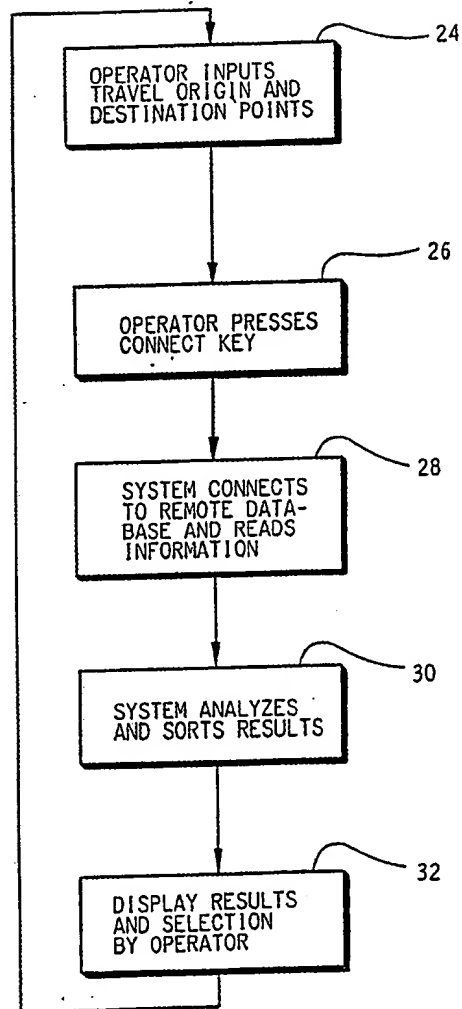 24
OPERATOR INPUTS
TRAVEL ORIGIN AND
DESTINATION POINTS
26
OPERATOR PRESSES
CONNECT KEY
28
SYSTEM CONNECTS
TO REMOTE DATA-
BASE AND READS
INFORMATION
30
SYSTEM ANALYZES
AND SORTS RESULTS
32
DISPLAY RESULTS
AND SELECTION
BY OPERATOR